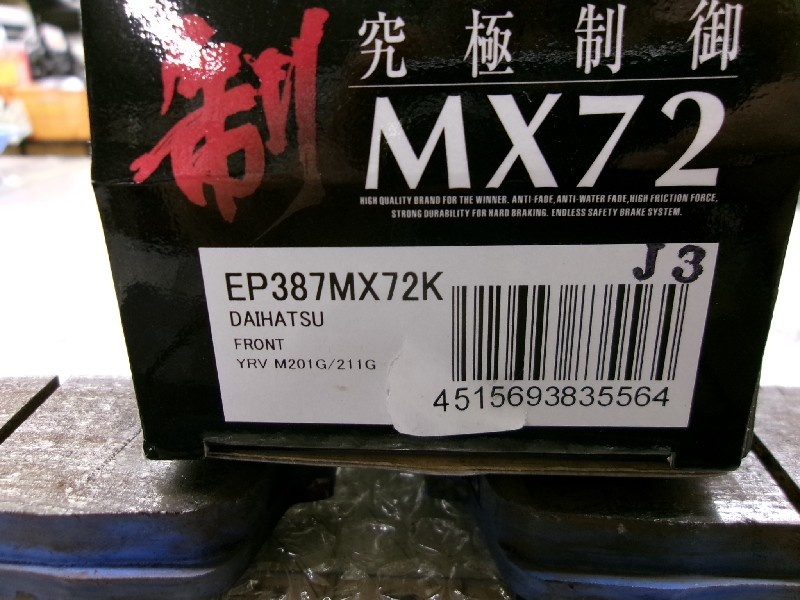 制
究極制御
MX72
HIGH QUALITY BRAND FOR THE WINNER. ANTI-FADE,ANTI-WATER FADE,HIGH FRICTION FORCE,
STRONG DURABILITY FOR HARD BRAKING. ENDLESS SAFETY BRAKE SYSTEM.
J3
EP387MX72K
DAIHATSU
FRONT
YRV M201G/211G
4515693835564